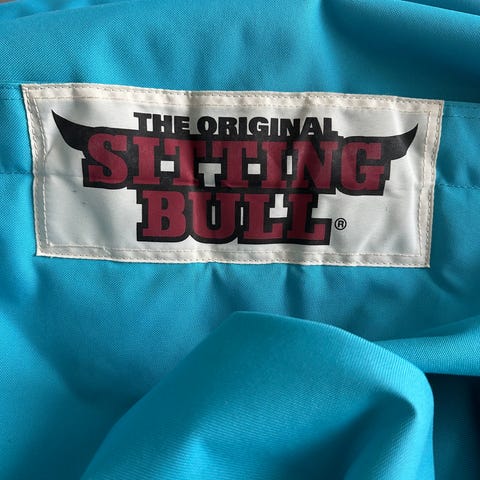 THE ORIGINAL
SITTING
BULL®